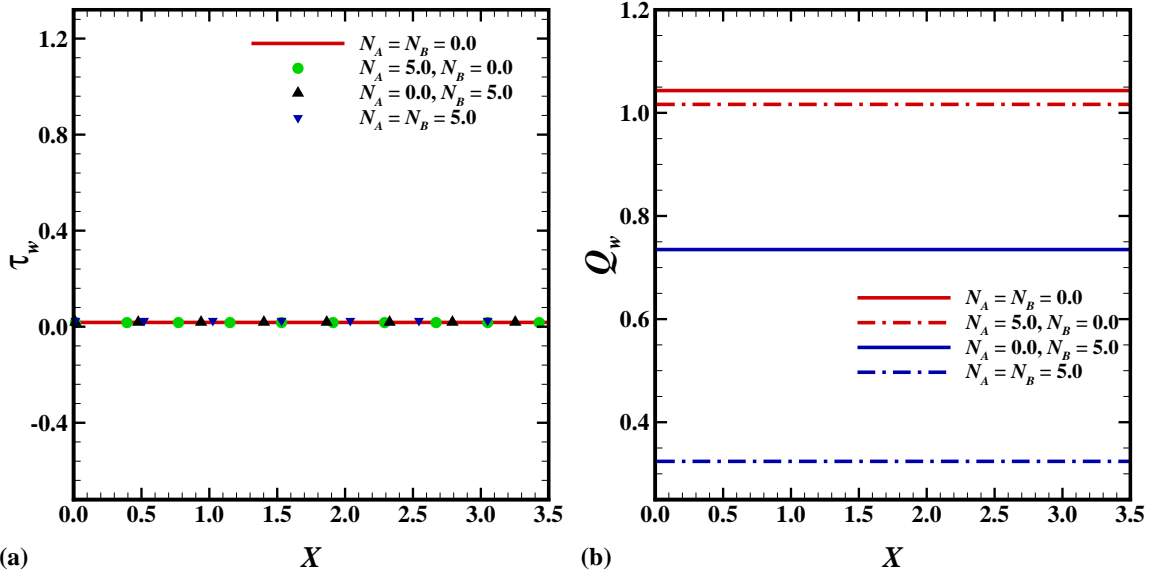 1.2
0.8
0.4
0.0
-0.4
τw
N_A = N_B = 0.0
N_A = 5.0, N_B = 0.0
N_A = 0.0, N_B = 5.0
N_A = N_B = 5.0
0.0 0.5 1.0 1.5 2.0 2.5 3.0 3.5
(a)
X
1.2
1.0
0.8
0.6
0.4
Q_w
N_A = N_B = 0.0
N_A = 5.0, N_B = 0.0
N_A = 0.0, N_B = 5.0
N_A = N_B = 5.0
0.0 0.5 1.0 1.5 2.0 2.5 3.0 3.5
(b)
X